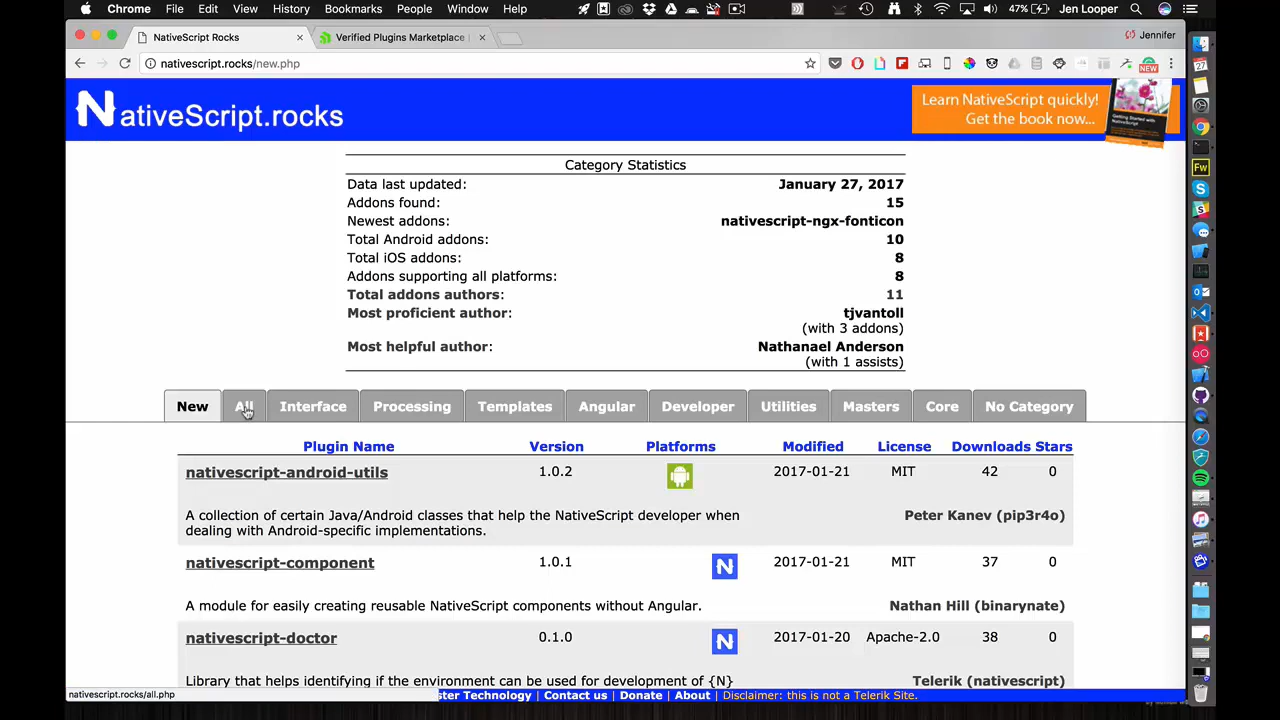 Chrome File Edit View History Bookmarks People Window Help 47% Jen Looper
NativeScript Rocks Verified Plugins Marketplace Jennifer
nativescript.rocks/new.php NEW
NativeScript.rocks
Learn NativeScript quickly!
Get the book now...
Getting Started with
NativeScript
Category Statistics
Data last updated: January 27, 2017
Addons found: 15
Newest addons: nativescript-ngx-fonticon
Total Android addons: 10
Total iOS addons: 8
Addons supporting all platforms: 8
Total addons authors: 11
Most proficient author: tjvantoll
(with 3 addons)
Most helpful author: Nathanael Anderson
(with 1 assists)
New All Interface Processing Templates Angular Developer Utilities Masters Core No Category
Plugin Name Version Platforms Modified License Downloads Stars
nativescript-android-utils 1.0.2 2017-01-21 MIT 42 0
A collection of certain Java/Android classes that help the NativeScript developer when
dealing with Android-specific implementations.
Peter Kanev (pip3r4o)
nativescript-component 1.0.1 N 2017-01-21 MIT 37 0
A module for easily creating reusable NativeScript components without Angular. Nathan Hill (binarynate)
nativescript-doctor 0.1.0 N 2017-01-20 Apache-2.0 38 0
Library that helps identifying if the environment can be used for development of {N} Telerik (nativescript)
nativescript.rocks/all.php ster Technology | Contact us | Donate | About | Disclaimer: this is not a Telerik Site.
27
Fw